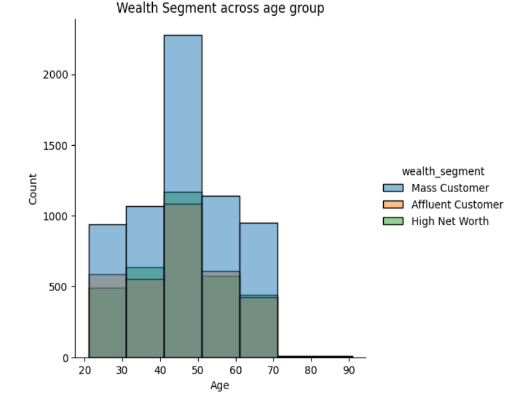 Wealth Segment across age group
2000
1500
1000
500
0
Count
20 30 40 50 60 70 80 90
Age
wealth_segment
Mass Customer
Affluent Customer
High Net Worth